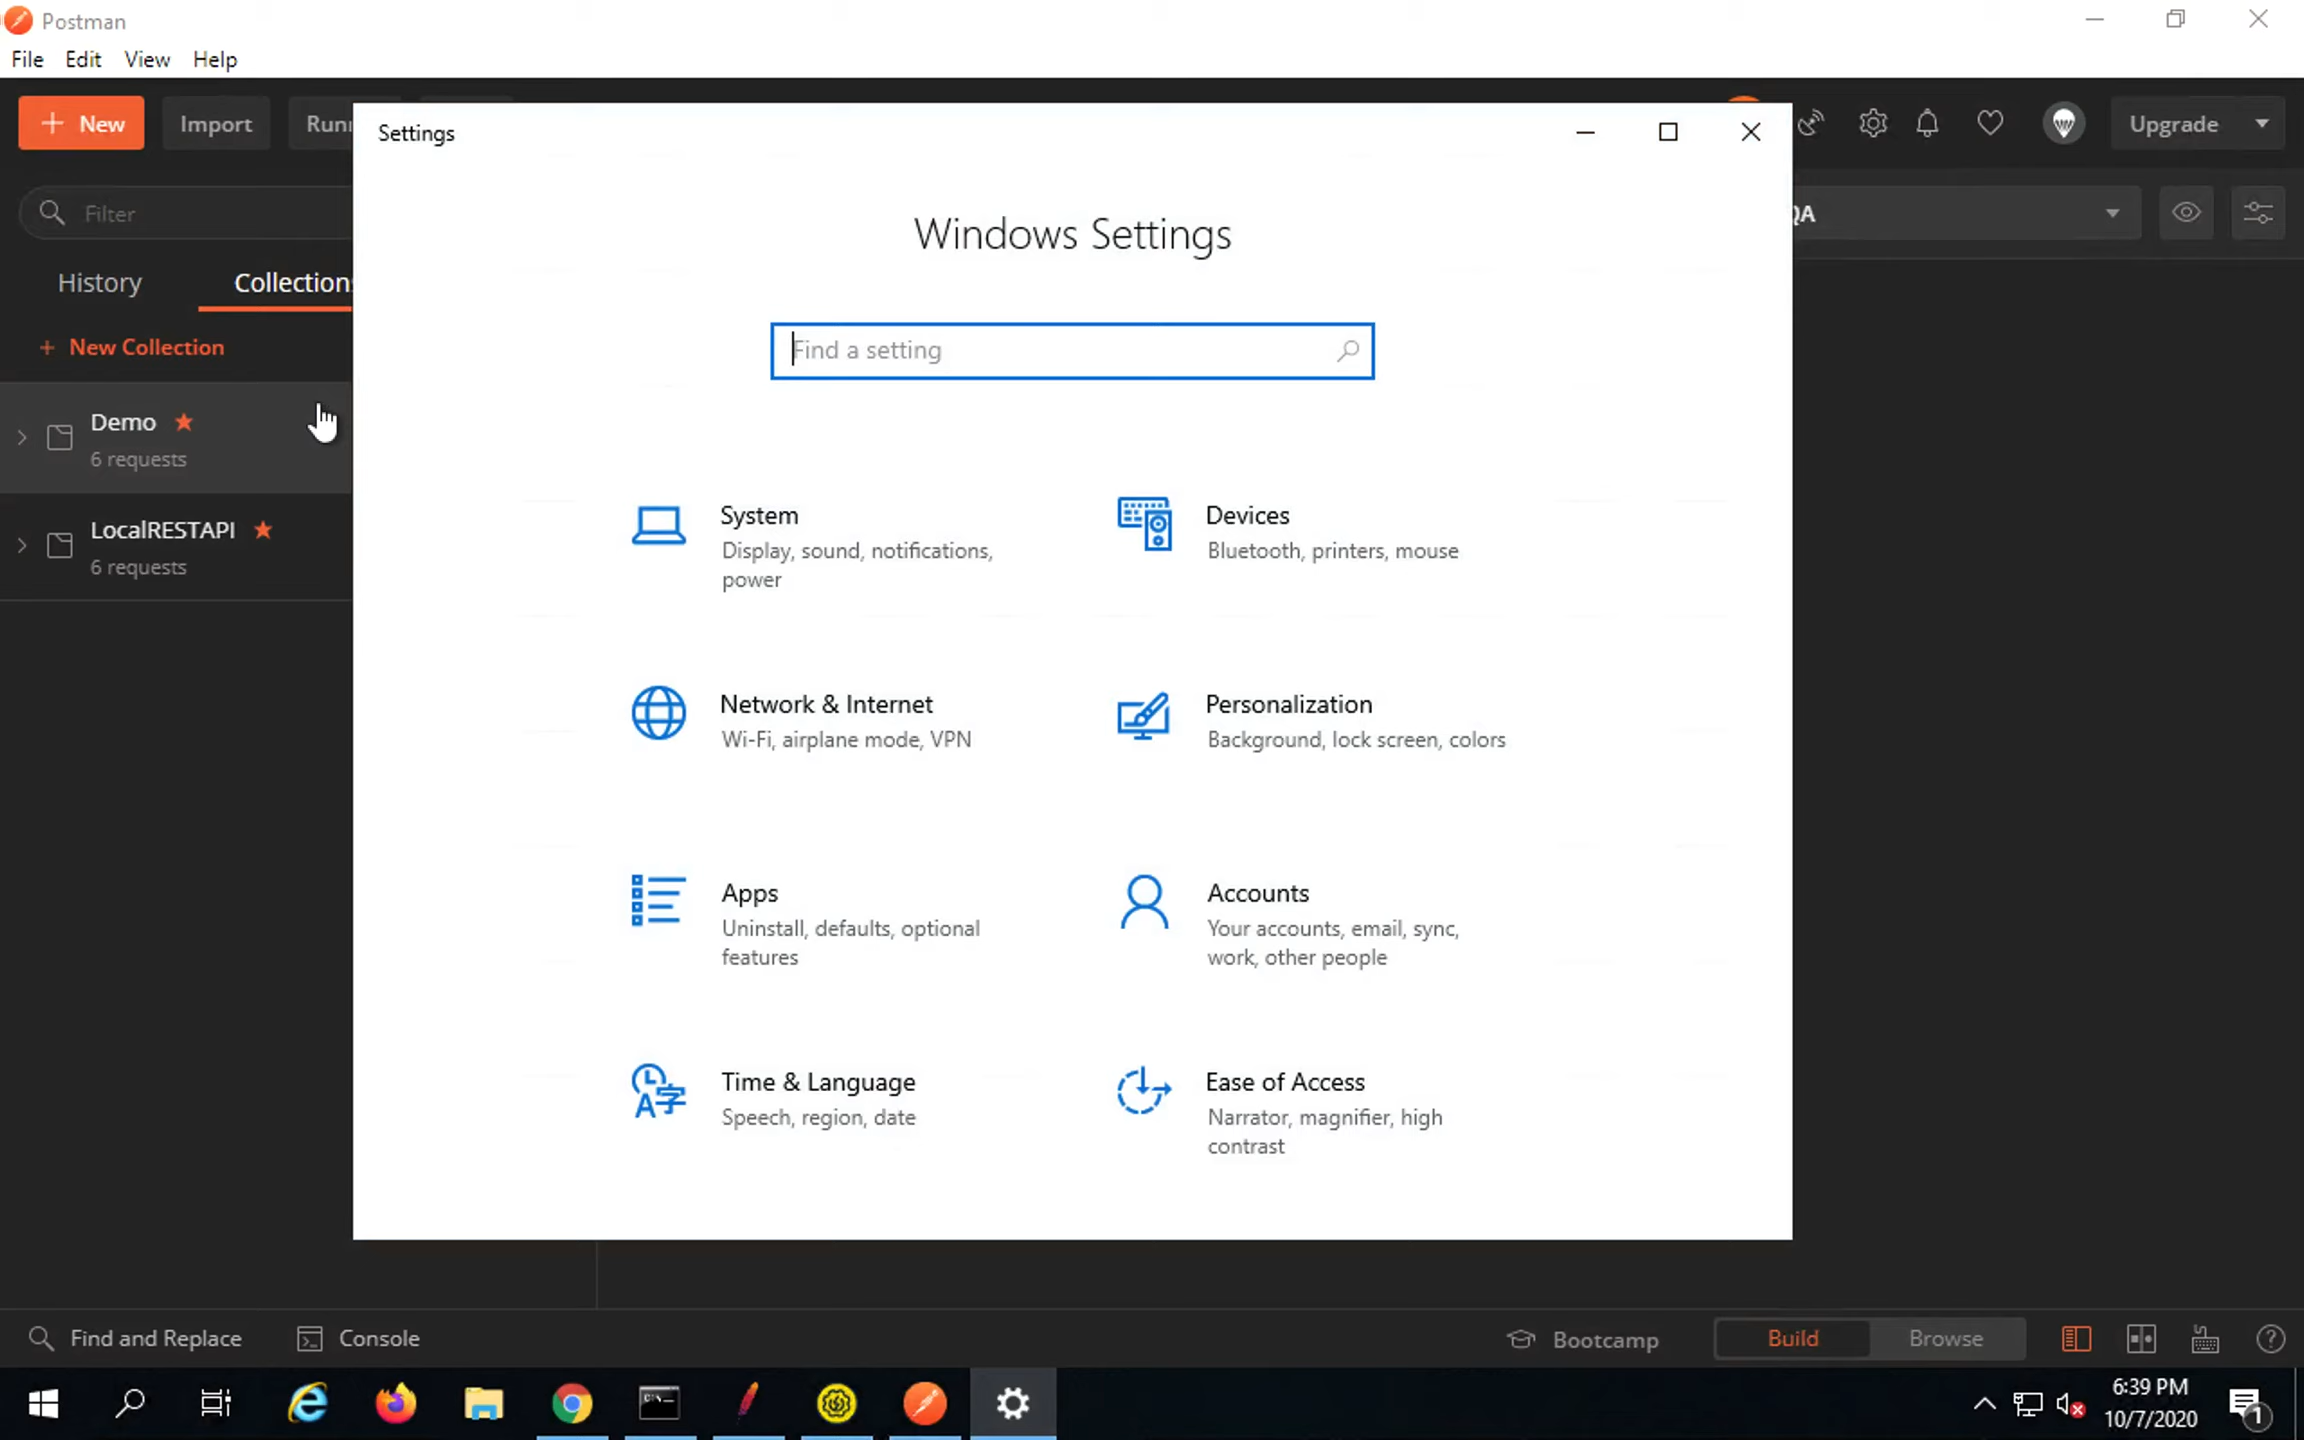 Postman
File Edit View Help
New Import Runn
Upgrade
Filter
QA
History Collections
+ New Collection
Demo
6 requests
LocalRESTAPI
6 requests
Settings
Windows Settings
Find a setting
System
Display, sound, notifications,
power
Devices
Bluetooth, printers, mouse
Network & Internet
Wi-Fi, airplane mode, VPN
Personalization
Background, lock screen, colors
Apps
Uninstall, defaults, optional
features
Accounts
Your accounts, email, sync,
work, other people
Time & Language
Speech, region, date
Ease of Access
Narrator, magnifier, high
contrast
Find and Replace Console
Bootcamp Build Browse
6:39 PM
10/7/2020
1